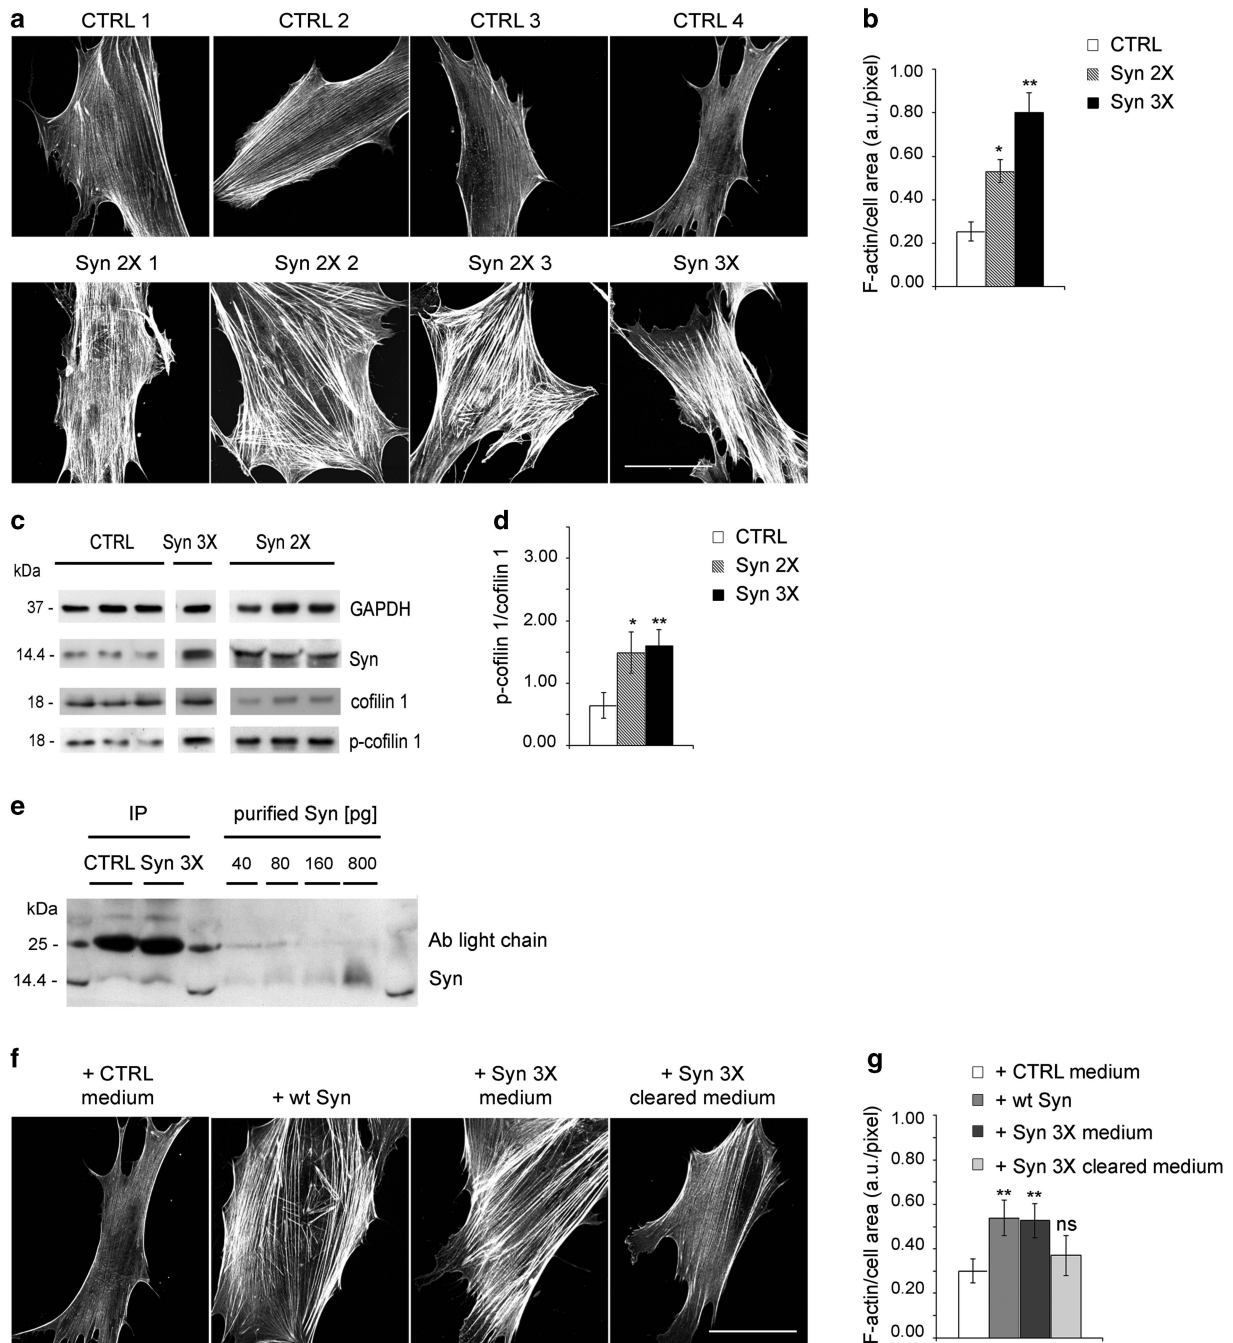 a
CTRL 1 CTRL 2 CTRL 3 CTRL 4
Syn 2X 1 Syn 2X 2 Syn 2X 3 Syn 3X
b
CTRL
Syn 2X
Syn 3X
F-actin/cell area (a.u./pixel)
1.00
0.80
0.60
0.40
0.20
0.00
*
**
c
CTRL Syn 3X Syn 2X
kDa
37 - GAPDH
14.4 - Syn
18 - cofilin 1
18 - p-cofilin 1
d
CTRL
Syn 2X
Syn 3X
p-cofilin 1/cofilin 1
3.00
2.00
1.00
0.00
* **
e
IP purified Syn [pg]
CTRL Syn 3X 40 80 160 800
kDa
25 - Ab light chain
14.4 - Syn
f
+ CTRL
medium
+ wt Syn
+ Syn 3X
medium
+ Syn 3X
cleared medium
g
+ CTRL medium
+ wt Syn
+ Syn 3X medium
+ Syn 3X cleared medium
F-actin/cell area (a.u./pixel)
1.00
0.80
0.60
0.40
0.20
0.00
** ** ns